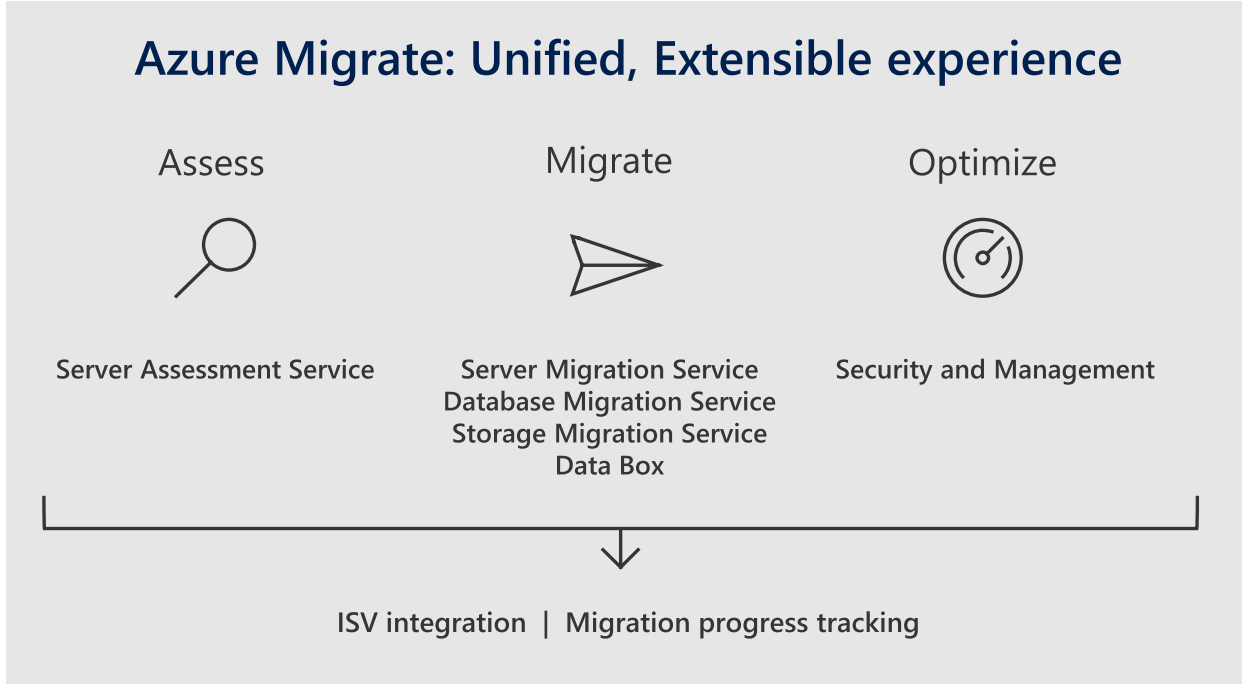 Azure Migrate: Unified, Extensible experience
Assess
Migrate
Optimize
Server Assessment Service
Server Migration Service
Database Migration Service
Storage Migration Service
Data Box
Security and Management
ISV integration | Migration progress tracking